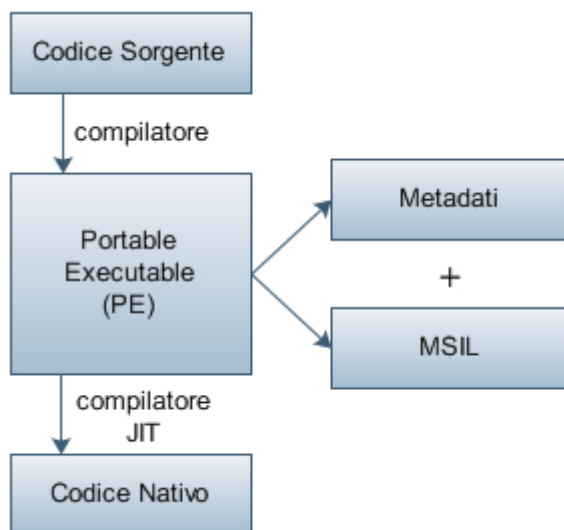 Codice Sorgente
compilatore
Portable
Executable
(PE)
Metadati
+
MSIL
compilatore
JIT
Codice Nativo